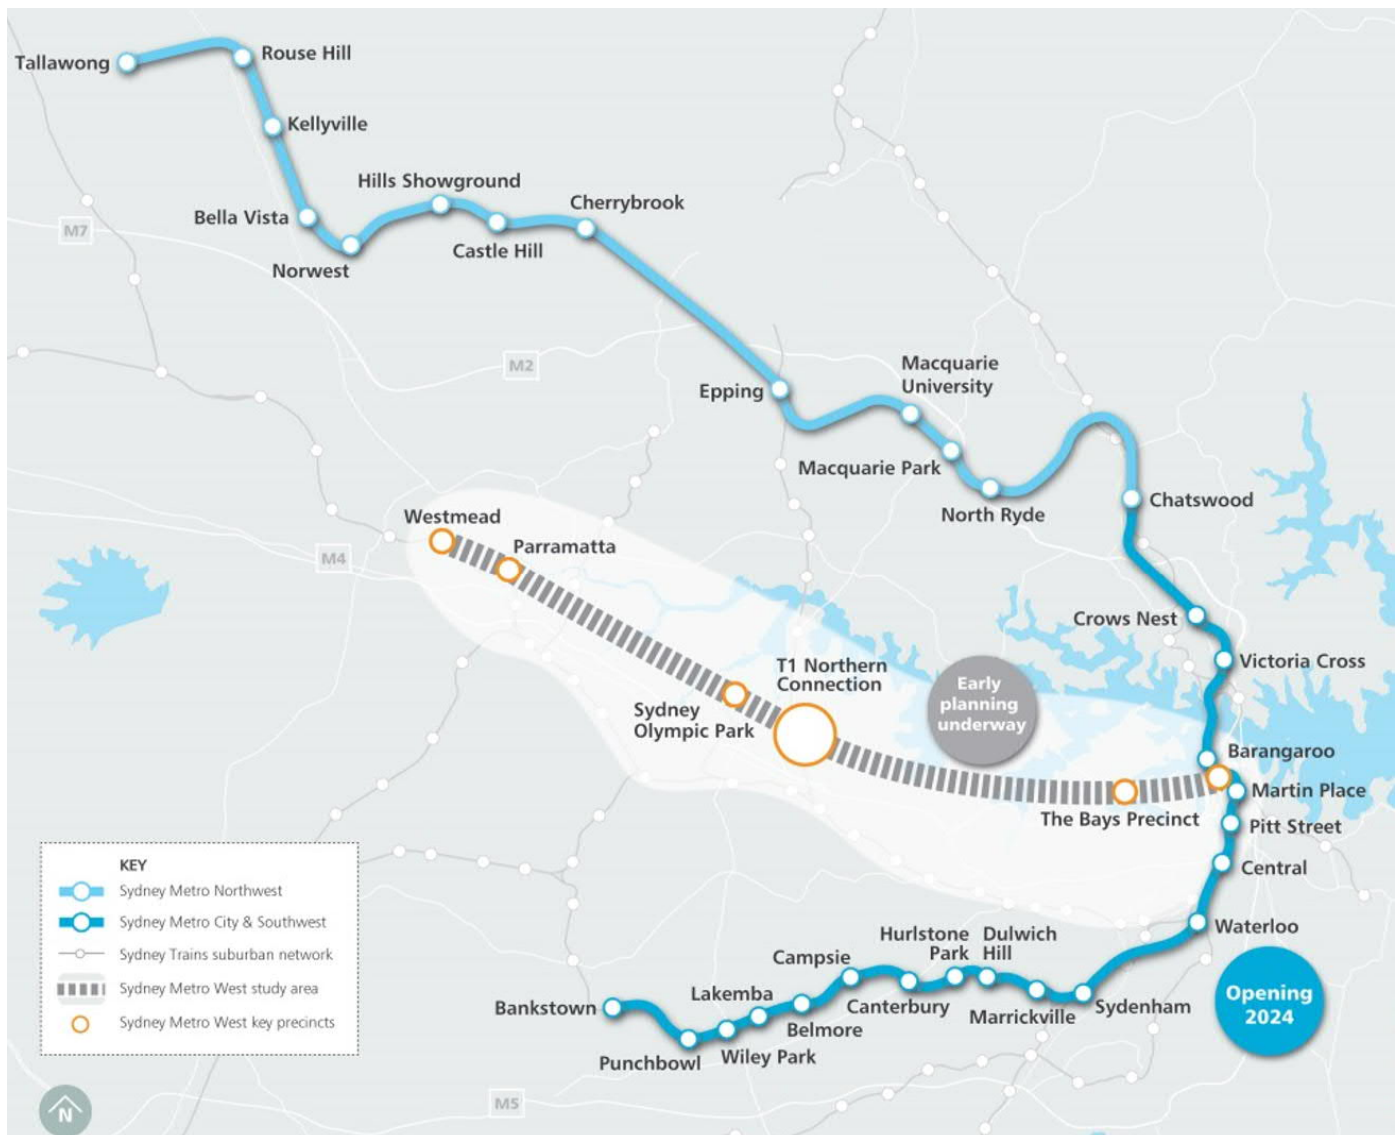 Tallawong
Rouse Hill
Kellyville
Hills Showground
Cherrybrook
Bella Vista
M7
Castle Hill
Norwest
M2
Macquarie
University
Epping
Macquarie Park
Chatswood
North Ryde
Westmead
Parramatta
M4
Crows Nest
T1 Northern
Connection
Victoria Cross
Early
planning
underway
Sydney
Olympic Park
Barangaroo
Martin Place
The Bays Precinct
Pitt Street
Central
KEY
Sydney Metro Northwest
Sydney Metro City & Southwest
Sydney Trains suburban network
Sydney Metro West study area
Sydney Metro West key precincts
Waterloo
Hurlstone
Park
Dulwich
Hill
Campsie
Lakemba
Bankstown
Canterbury
Sydenham
Marrickville
Belmore
Wiley Park
Punchbowl
Opening
2024
M5
N